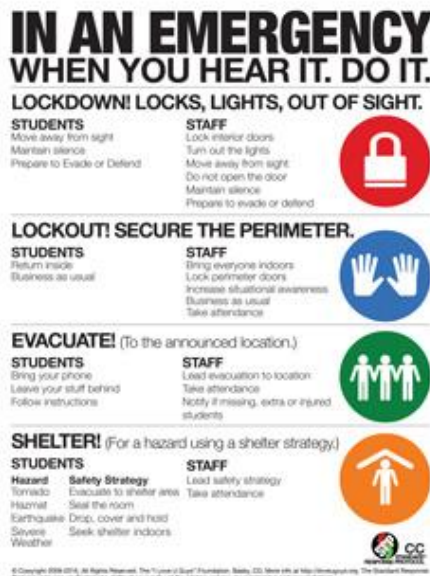 IN AN EMERGENCY
WHEN YOU HEAR IT. DO IT.
LOCKDOWN! LOCKS, LIGHTS, OUT OF SIGHT.
STUDENTS
Move away from sight
Maintain silence
Prepare to Evade or Defend
STAFF
Lock interior doors
Turn out the lights
Move away from sight
Do not open the door
Maintain silence
Prepare to evade or defend
LOCKOUT! SECURE THE PERIMETER.
STUDENTS
Return inside
Business as usual
STAFF
Bring everyone indoors
Lock perimeter doors
Increase situational awareness
Business as usual
Take attendance
EVACUATE! (To the announced location.)
STUDENTS
Bring your phone
Leave your stuff behind
Follow instructions
STAFF
Lead evacuation to location
Take attendance
Notify if missing, extra or injured
students
SHELTER! (For a hazard using a shelter strategy.)
STUDENTS
Hazard Safety Strategy
Tornado Evacuate to shelter area
Hazmat Seal the room
Earthquake Drop, cover and hold
Severe Seek shelter indoors
Weather
STAFF
Lead safety strategy
Take attendance
CC